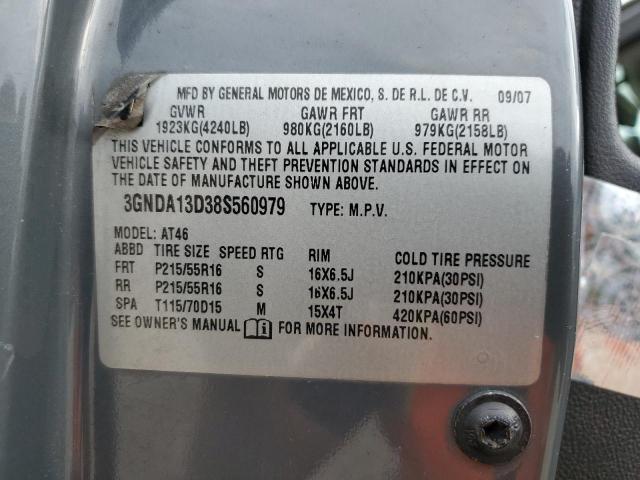 MFD BY GENERAL MOTORS DE MEXICO, S. DE R.L. DE C.V. 09/07
GVWR GAWR FRT GAWR RR
1923KG(4240LB) 980KG(2160LB) 979KG(2158LB)
THIS VEHICLE CONFORMS TO ALL APPLICABLE U.S. FEDERAL MOTOR
VEHICLE SAFETY AND THEFT PREVENTION STANDARDS IN EFFECT ON
THE DATE OF MANUFACTURE SHOWN ABOVE.
3GNDA13D38S560979 TYPE: M.P.V.
MODEL: AT46
ABBD TIRE SIZE SPEED RTG RIM COLD TIRE PRESSURE
FRT P215/55R16 S 16X6.5J 210KPA(30PSI)
RR P215/55R16 S 16X6.5J 210KPA(30PSI)
SPA T115/70D15 M 15X4T 420KPA(60PSI)
SEE OWNER'S MANUAL FOR MORE INFORMATION.